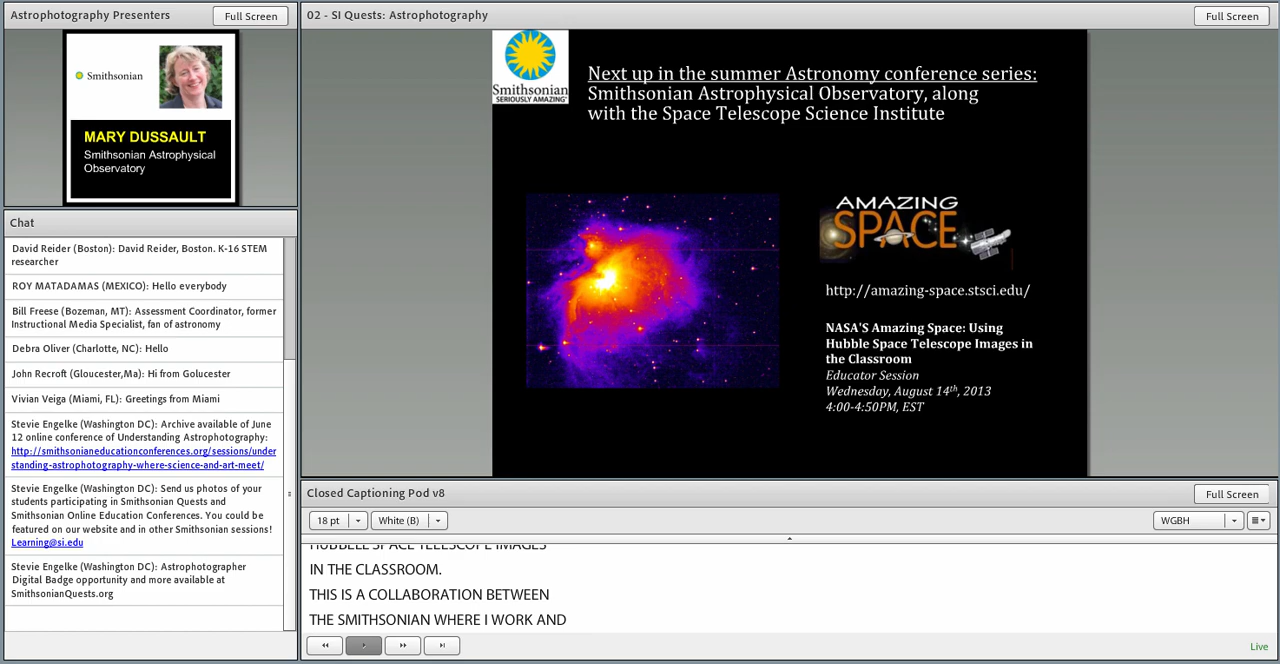 Astrophotography Presenters
Full Screen
Smithsonian
MARY DUSSAULT
Smithsonian Astrophysical
Observatory
Chat
David Reider (Boston): David Reider, Boston. K-16 STEM
researcher
ROY MATADAMAS (MEXICO): Hello everybody
Bill Freese (Bozeman, MT): Assessment Coordinator, former
Instructional Media Specialist, fan of astronomy
Debra Oliver (Charlotte, NC): Hello
John Recroft (Gloucester,Ma): Hi from Golucester
Vivian Veiga (Miami, FL): Greetings from Miami
Stevie Engelke (Washington DC): Archive available of June
12 online conference of Understanding Astrophotography:
http://smithsonianeducationconferences.org/sessions/under
standing-astrophotography-where-science-and-art-meet/
Stevie Engelke (Washington DC): Send us photos of your
students participating in Smithsonian Quests and
Smithsonian Online Education Conferences. You could be
featured on our website and in other Smithsonian sessions!
Learning@si.edu
Stevie Engelke (Washington DC): Astrophotographer
Digital Badge opportunity and more available at
SmithsonianQuests.org
02 - SI Quests: Astrophotography
Full Screen
Smithsonian
SERIOUSLY AMAZING®
Next up in the summer Astronomy conference series:
Smithsonian Astrophysical Observatory, along
with the Space Telescope Science Institute
AMAZING
SPACE
http://amazing-space.stsci.edu/
NASA'S Amazing Space: Using
Hubble Space Telescope Images in
the Classroom
Educator Session
Wednesday, August 14th, 2013
4:00-4:50PM, EST
Closed Captioning Pod v8
Full Screen
18 pt
White (B)
WGBH
HUBBLE SPACE TELESCOPE IMAGES
IN THE CLASSROOM.
THIS IS A COLLABORATION BETWEEN
THE SMITHSONIAN WHERE I WORK AND
Live